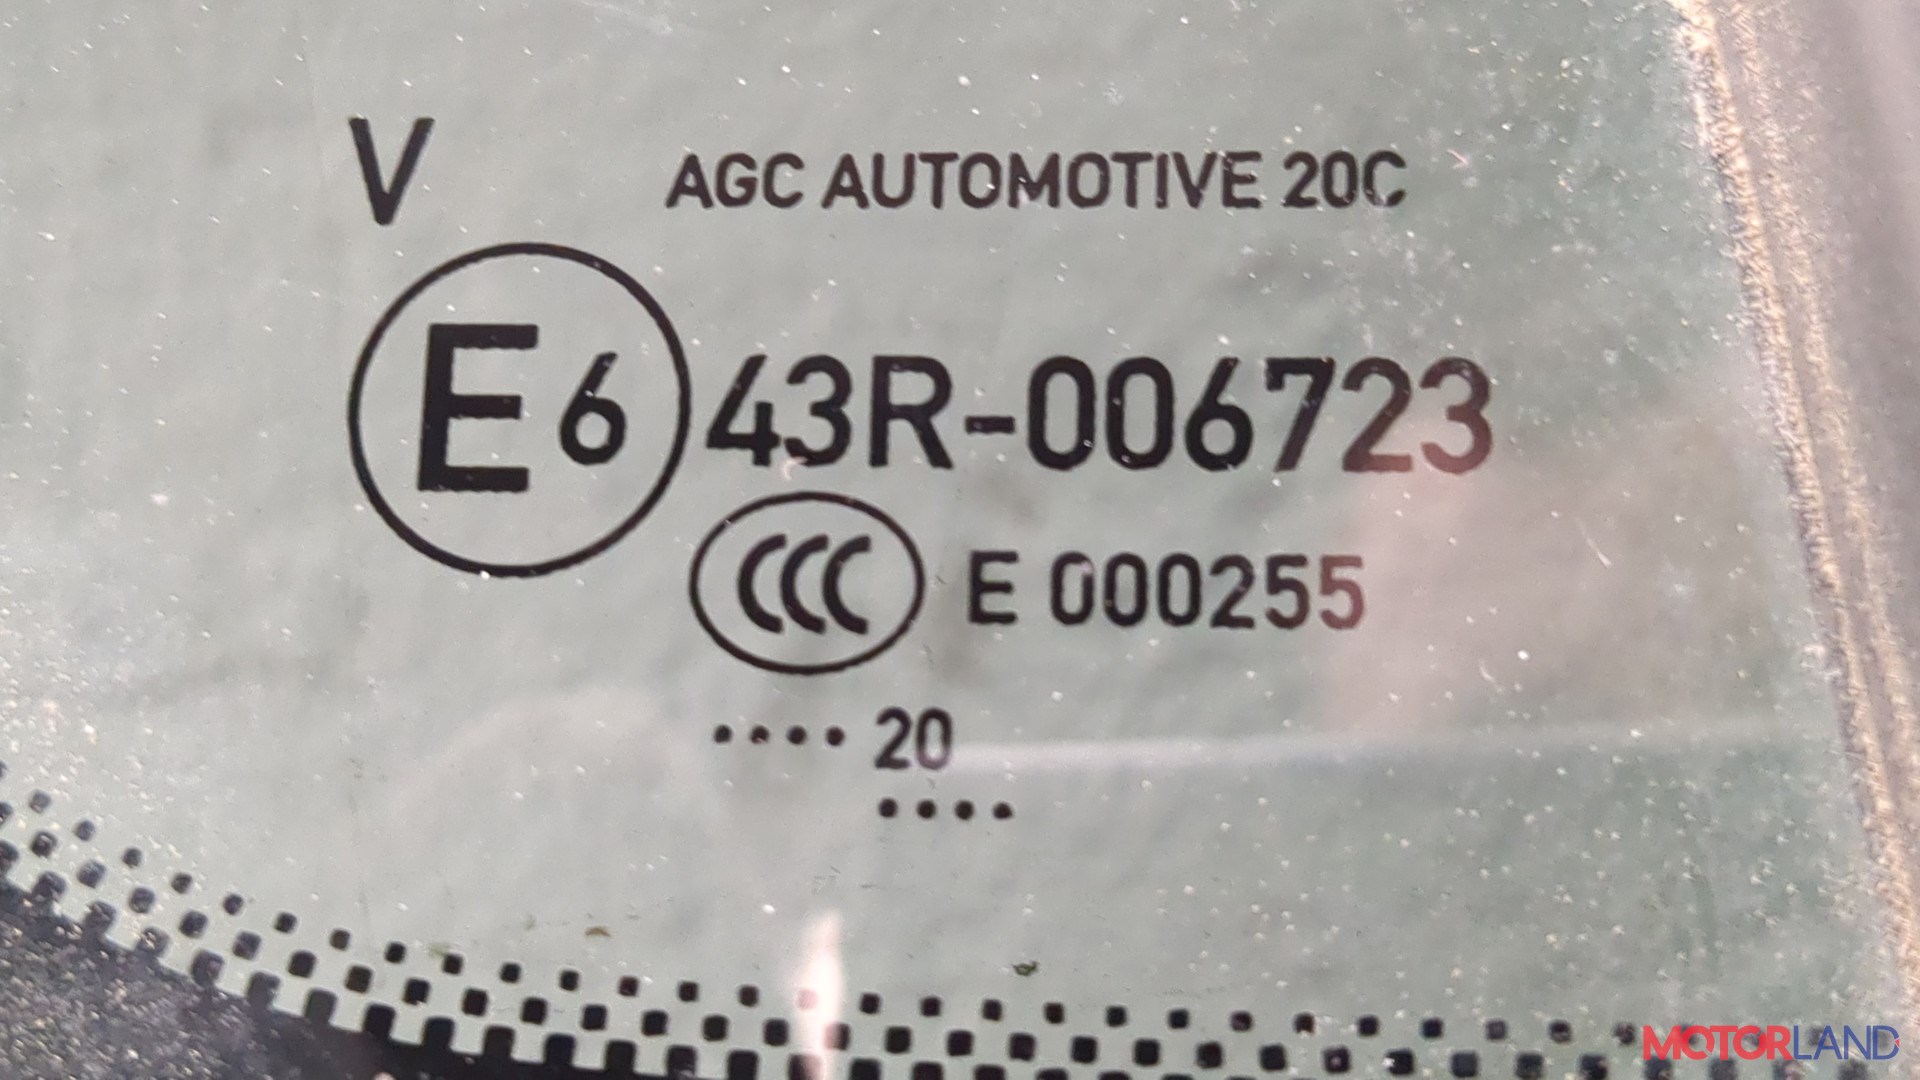 V AGC AUTOMOTIVE 20C
E6 43R-006723
CCC E 000255
•••• 20
••••
MOTORLAND